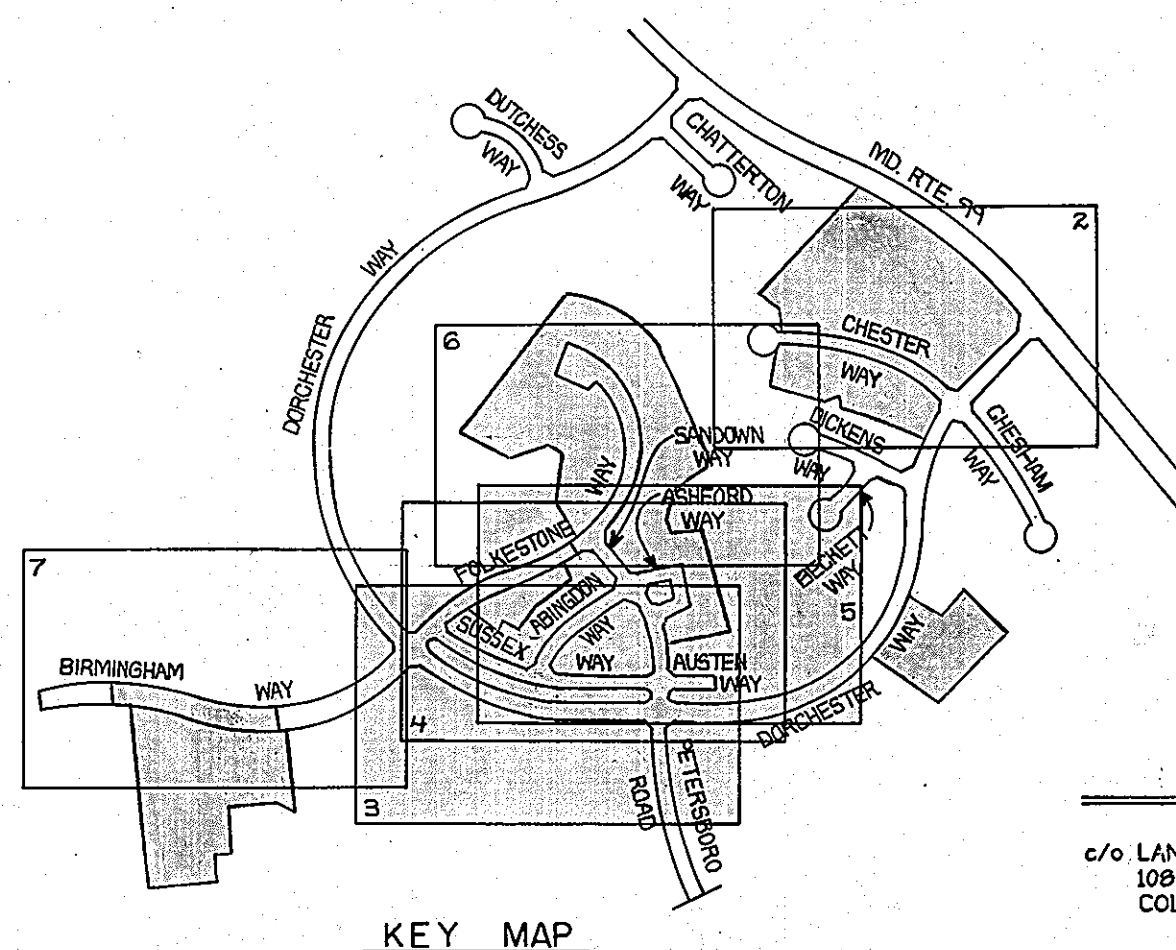 DUTCHESS
WAY
CHATTERTON
WAY
MD. RTE. 99
2
DORCHESTER
WAY
6
CHESTER
WAY
DICKENS
WAY
CHESHAM
WAY
SANDOWN
WAY
WAY
ASHFORD
WAY
FOLKESTONE
BECKETT
WAY
5
7
ABINGDON
WAY
SUSSEX
WAY
AUSTEN
WAY
WAY
DORCHESTER
BIRMINGHAM
WAY
4
3
PETERSBORO
ROAD
c/o LAN
108
COL
KEY MAP